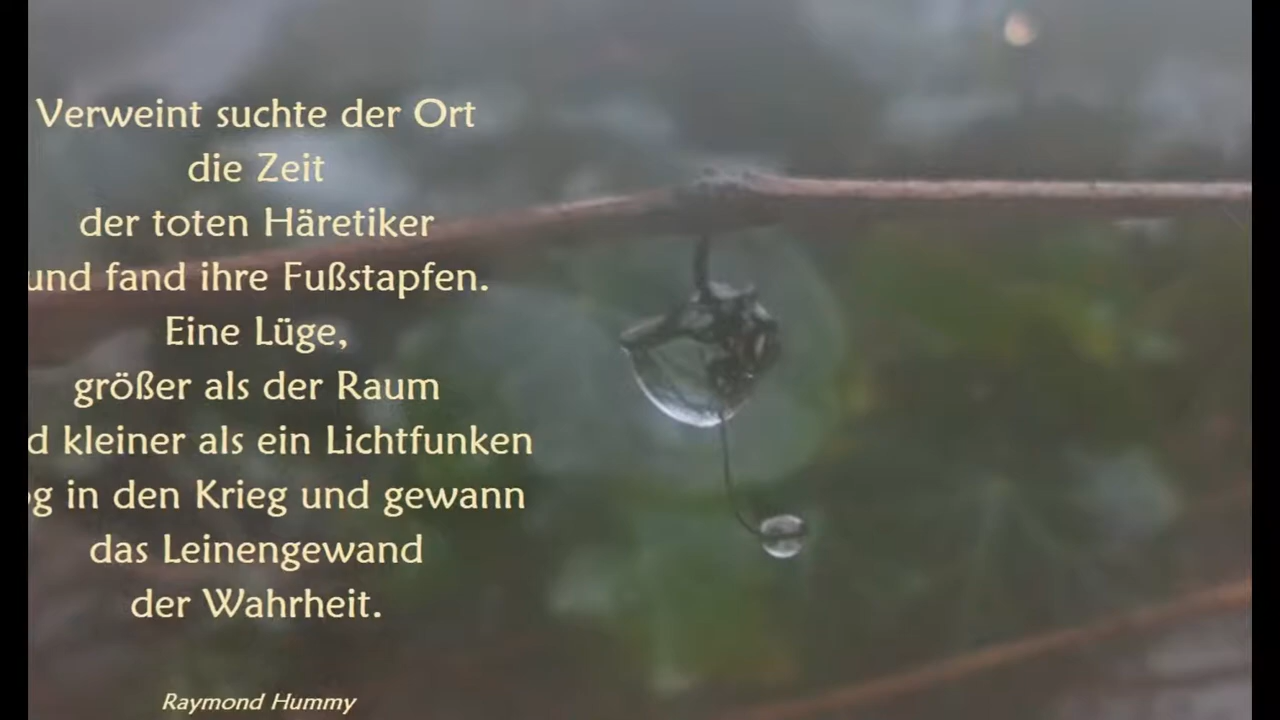 Verweint suchte der Ort
die Zeit
der toten Häretiker
und fand ihre Fußstapfen.
Eine Lüge,
größer als der Raum
d kleiner als ein Lichtfunken
g in den Krieg und gewann
das Leinengewand
der Wahrheit.
Raymond Hummy